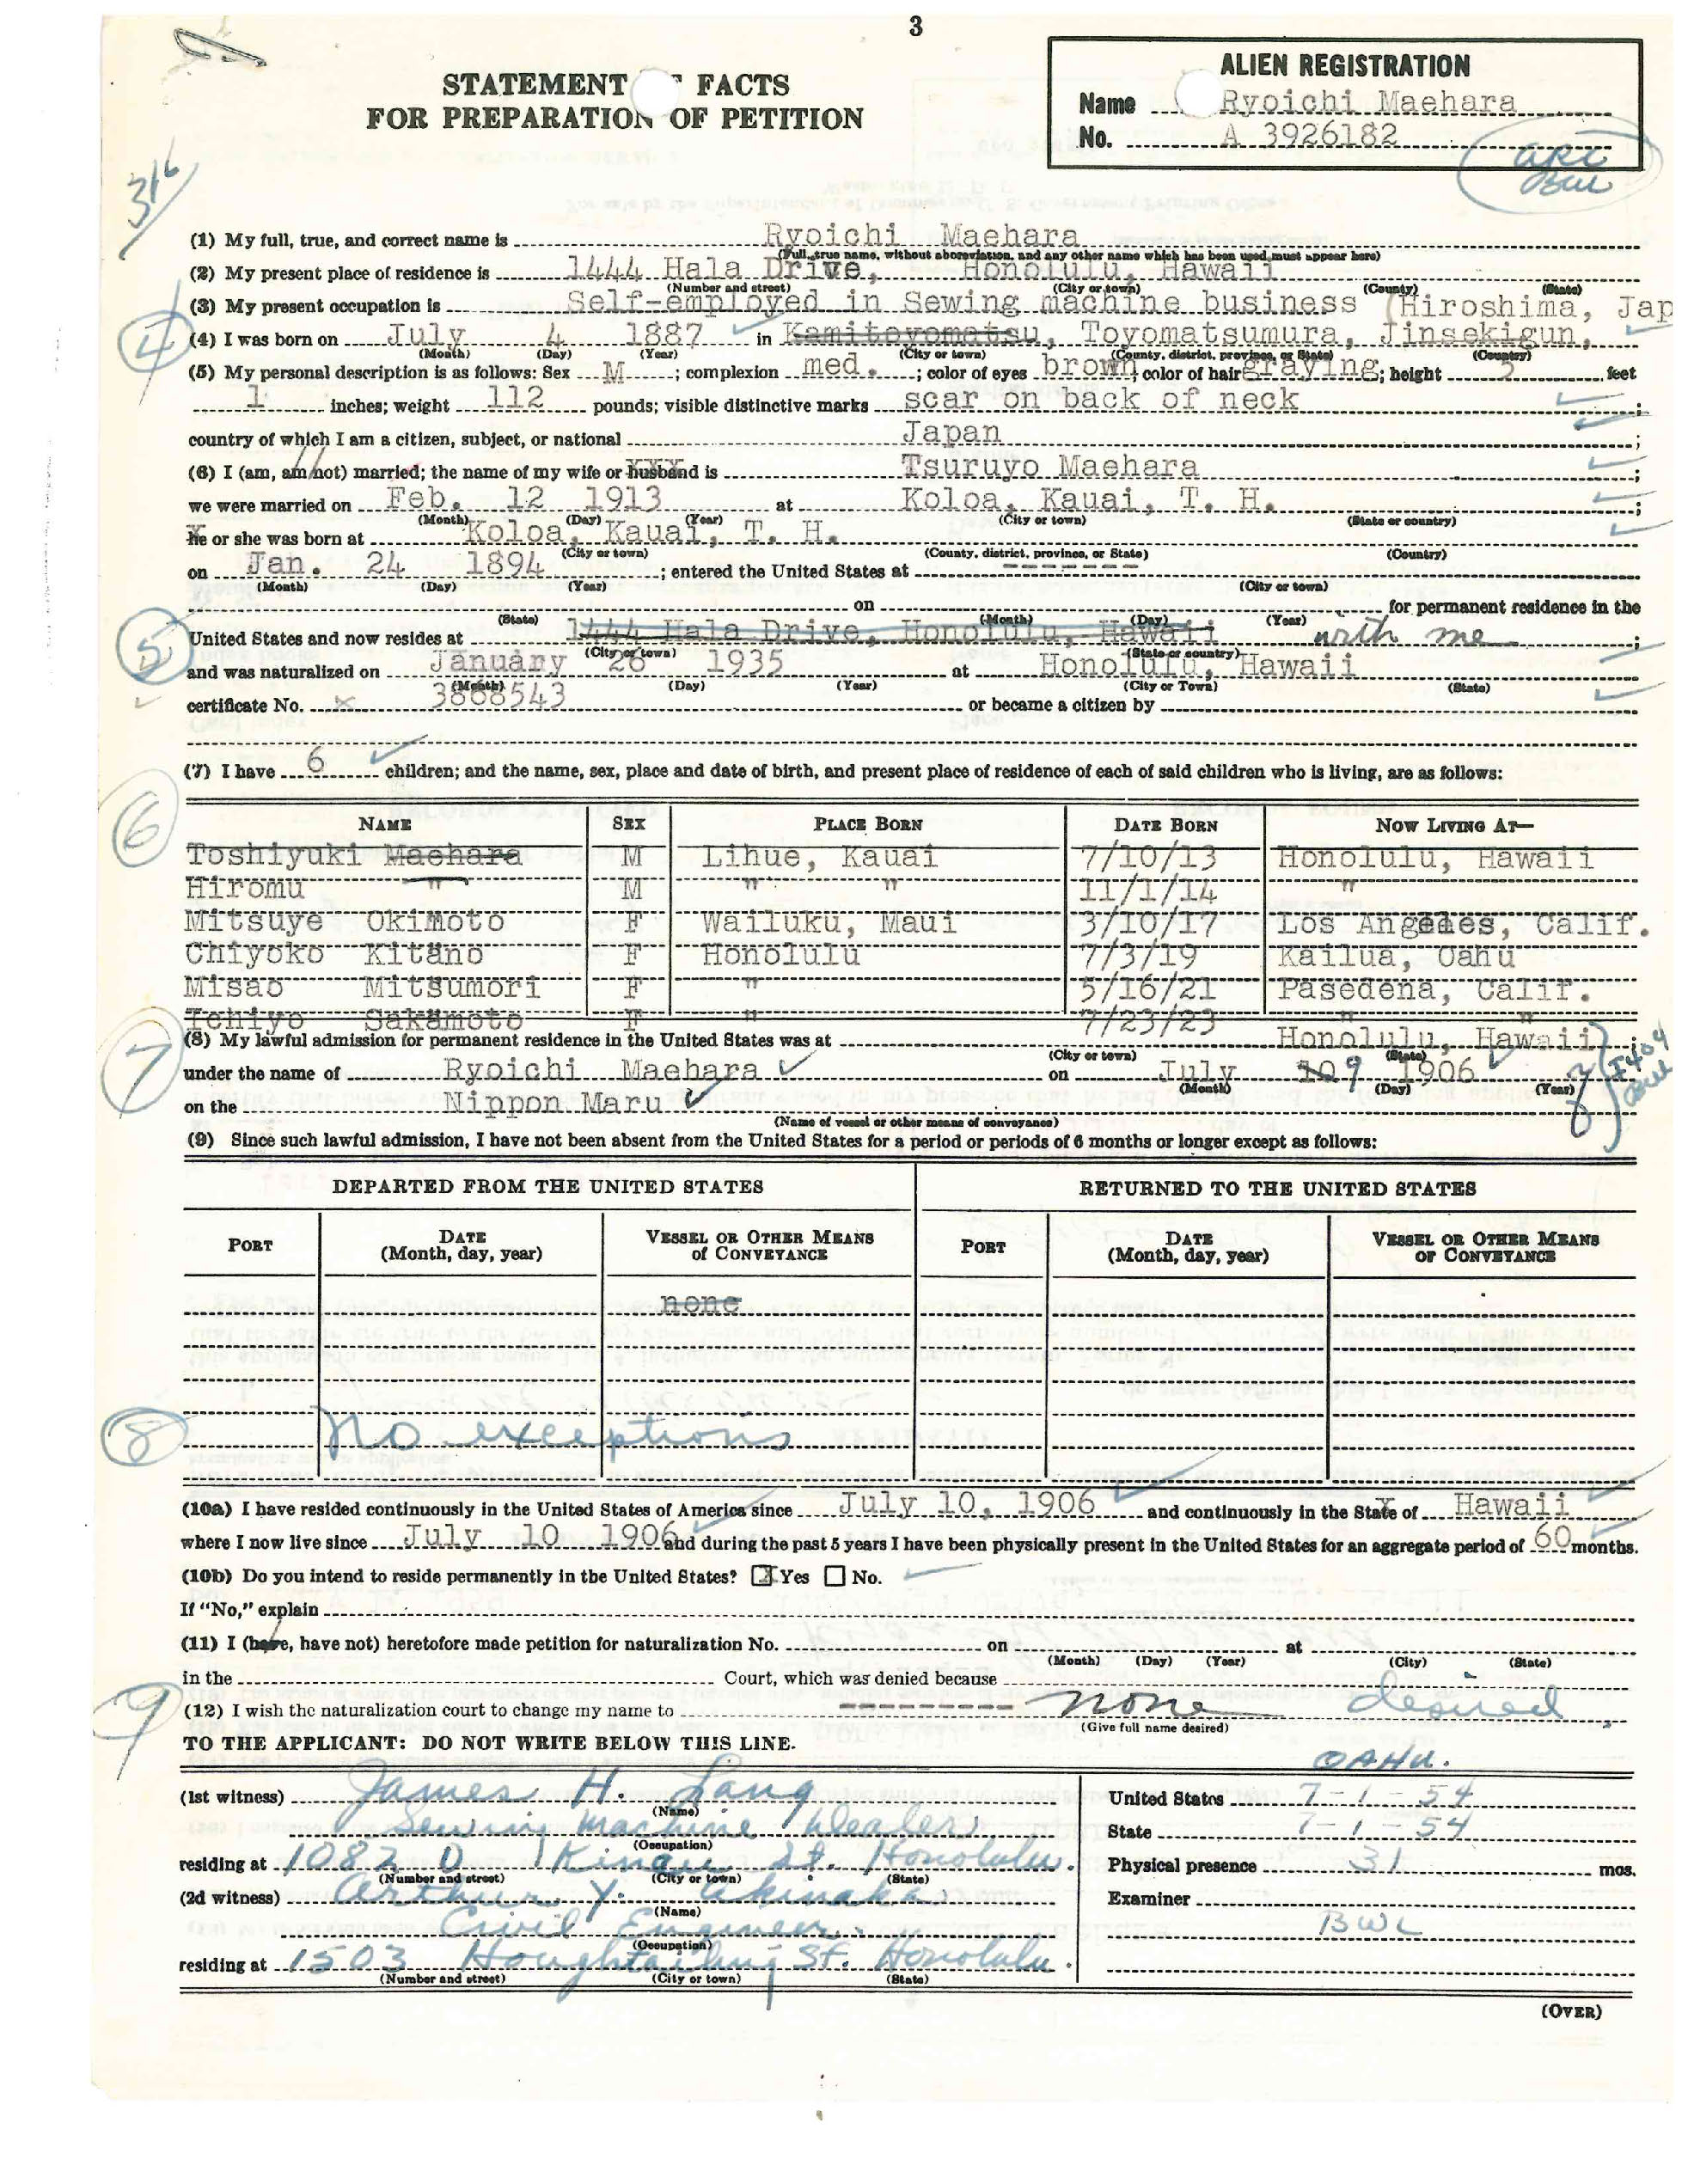 3
STATEMENT FACTS
FOR PREPARATION OF PETITION
ALIEN REGISTRATION
Name Ryoichi Maehara
No. A 3926182
ARC
BWL
316
(1) My full, true, and correct name is Ryoichi Maehara
(Full, true name, without abbreviation, and any other name which has been used, must appear here)
(2) My present place of residence is 1444 Hala Drive, Honolulu, Hawaii
(Number and street) (City or town) (County) (State)
(3) My present occupation is Self-employed in Sewing machine business (Hiroshima, Jap
4
(4) I was born on July 4 1887 in Kamitoyomatsu, Toyomatsumura, Jinsekigun,
(Month) (Day) (Year) (City or town) (County, district, province, or State) (Country)
(5) My personal description is as follows: Sex M; complexion med.; color of eyes brown; color of hair graying; height 5 feet
1 inches; weight 112 pounds; visible distinctive marks scar on back of neck;
country of which I am a citizen, subject, or national Japan;
(6) I (am, am not) married; the name of my wife or husband is Tsuruyo Maehara;
we were married on Feb. 12 1913 at Koloa, Kauai, T. H.;
(Month) (Day) (Year) (City or town) (State or country)
He or she was born at Koloa, Kauai, T. H.
(City or town) (County, district, province, or State) (Country)
on Jan. 24 1894; entered the United States at -------
(Month) (Day) (Year) (City or town)
on for permanent residence in the
(State) (Month) (Day) (Year)
5
United States and now resides at 1444 Hala Drive, Honolulu, Hawaii with me;
(City or town) (State or country)
and was naturalized on January 26 1935 at Honolulu, Hawaii
(Month) (Day) (Year) (City or Town) (State)
certificate No. x 3868543 or became a citizen by
(7) I have 6 children; and the name, sex, place and date of birth, and present place of residence of each of said children who is living, are as follows:
6
NAME SEX PLACE BORN DATE BORN NOW LIVING AT—
Toshiyuki Maehara M Lihue, Kauai 7/10/13 Honolulu, Hawaii
Hiromu " M " " 11/1/14 "
Mitsuye Okimoto F Wailuku, Maui 3/10/17 Los Angeles, Calif.
Chiyoko Kitano F Honolulu 7/3/19 Kailua, Oahu
Misao Mitsumori F " 5/16/21 Pasedena, Calif.
Ichiyo Sakamoto F " 7/23/23 " "
7
(8) My lawful admission for permanent residence in the United States was at Honolulu, Hawaii;
(City or town) (State)
under the name of Ryoichi Maehara on July 10 9 1906
(Month) (Day) (Year)
I 404
BWL
on the Nippon Maru
(Name of vessel or other means of conveyance)
(9) Since such lawful admission, I have not been absent from the United States for a period or periods of 6 months or longer except as follows:
DEPARTED FROM THE UNITED STATES RETURNED TO THE UNITED STATES
PORT DATE (Month, day, year) VESSEL OR OTHER MEANS of CONVEYANCE PORT DATE (Month, day, year) VESSEL OR OTHER MEANS OF CONVEYANCE
none
8
No exceptions
(10a) I have resided continuously in the United States of America since July 10, 1906 and continuously in the State of Hawaii
where I now live since July 10 1906 and during the past 5 years I have been physically present in the United States for an aggregate period of 60 months.
(10b) Do you intend to reside permanently in the United States? X Yes No.
If "No," explain
(11) I (have, have not) heretofore made petition for naturalization No. on at
(Month) (Day) (Year) (City) (State)
in the Court, which was denied because
9
(12) I wish the naturalization court to change my name to ---------- none desired.
(Give full name desired)
TO THE APPLICANT: DO NOT WRITE BELOW THIS LINE.
OAHU.
(1st witness) James H. Lang
(Name)
Sewing Machine Dealer
(Occupation)
residing at 1082 D Kinau St. Honolulu.
(Number and street) (City or town) (State)
(2d witness) Arthur Y. Akinaka
(Name)
Civil Engineer
(Occupation)
residing at 1503 Houghtailing St. Honolulu.
(Number and street) (City or town) (State)
United States 7-1-54
State 7-1-54
Physical presence 31 mos.
Examiner
BWL
(OVER)